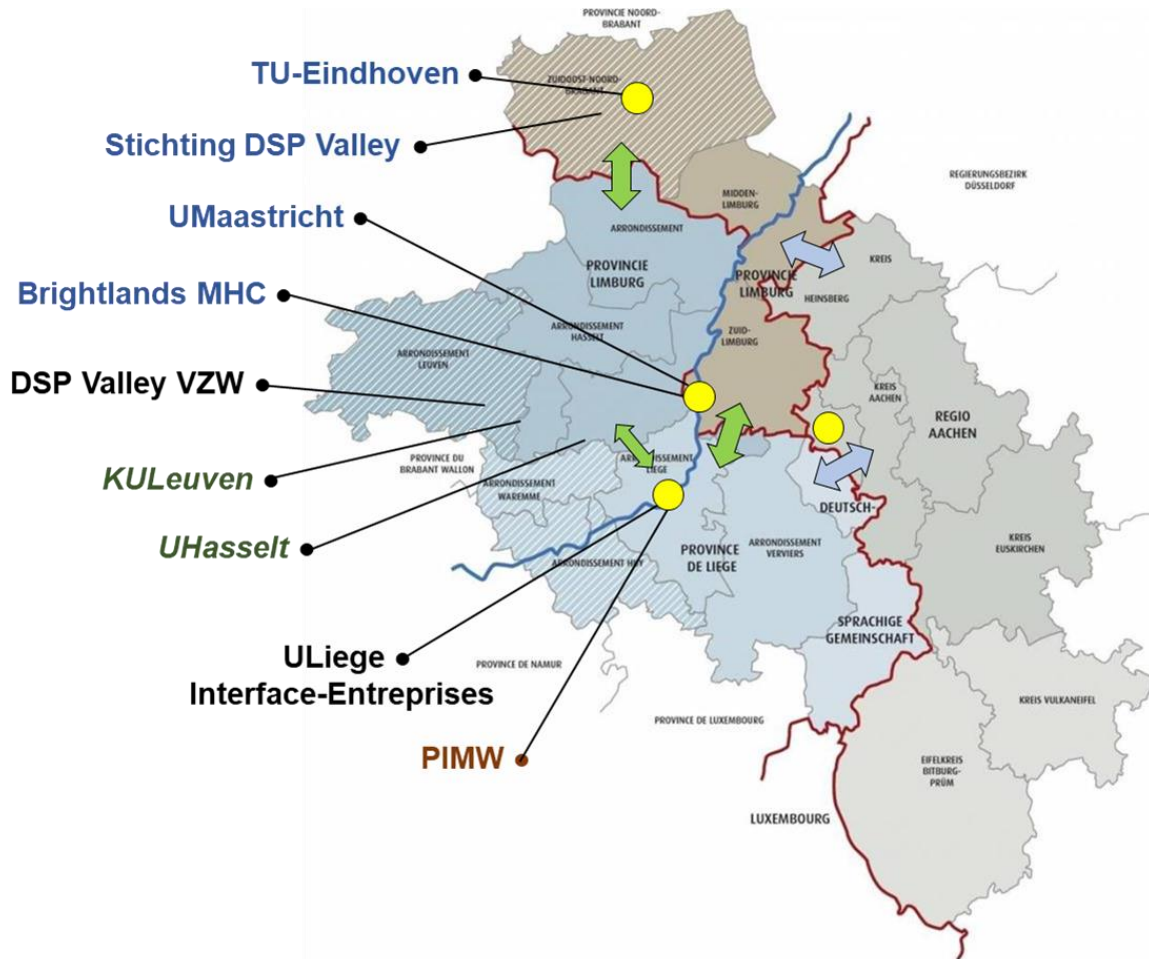 PROVINCIE NOORD-
BRABANT
TU-Eindhoven
ZUIDOOST-NOORD-
BRABANT
Stichting DSP Valley
REGIERUNGSBEZIRK
DÜSSELDORF
MIDDEN-
LIMBURG
UMaastricht
ARRONDISSEMENT
KREIS
PROVINCIE
LIMBURG
PROVINCIE
LIMBURG
HEINSBERG
Brightlands MHC
ARRONDISSEMENT
HASSELT
ZUID-
LIMBURG
ARRONDISSEMENT
LEUVEN
KREIS
AACHEN
DSP Valley VZW
REGIO
AACHEN
PROVINCE DU
BRABANT WALLON
ARRONDISSEMENT
LIEGE
KULeuven
ARRONDISSEMENT
WAREMME
DEUTSCH-
UHasselt
KREIS
EUSKIRCHEN
ARRONDISSEMENT HUY
PROVINCE
DE LIEGE
ARRONDISSEMENT
VERVIERS
SPRACHIGE
GEMEINSCHAFT
ULiege
Interface-Entreprises
PROVINCE DE NAMUR
KREIS VULKANEIFEL
PROVINCE DE LUXEMBOURG
PIMW
EIFELKREIS
BITBURG-
PRÜM
LUXEMBOURG